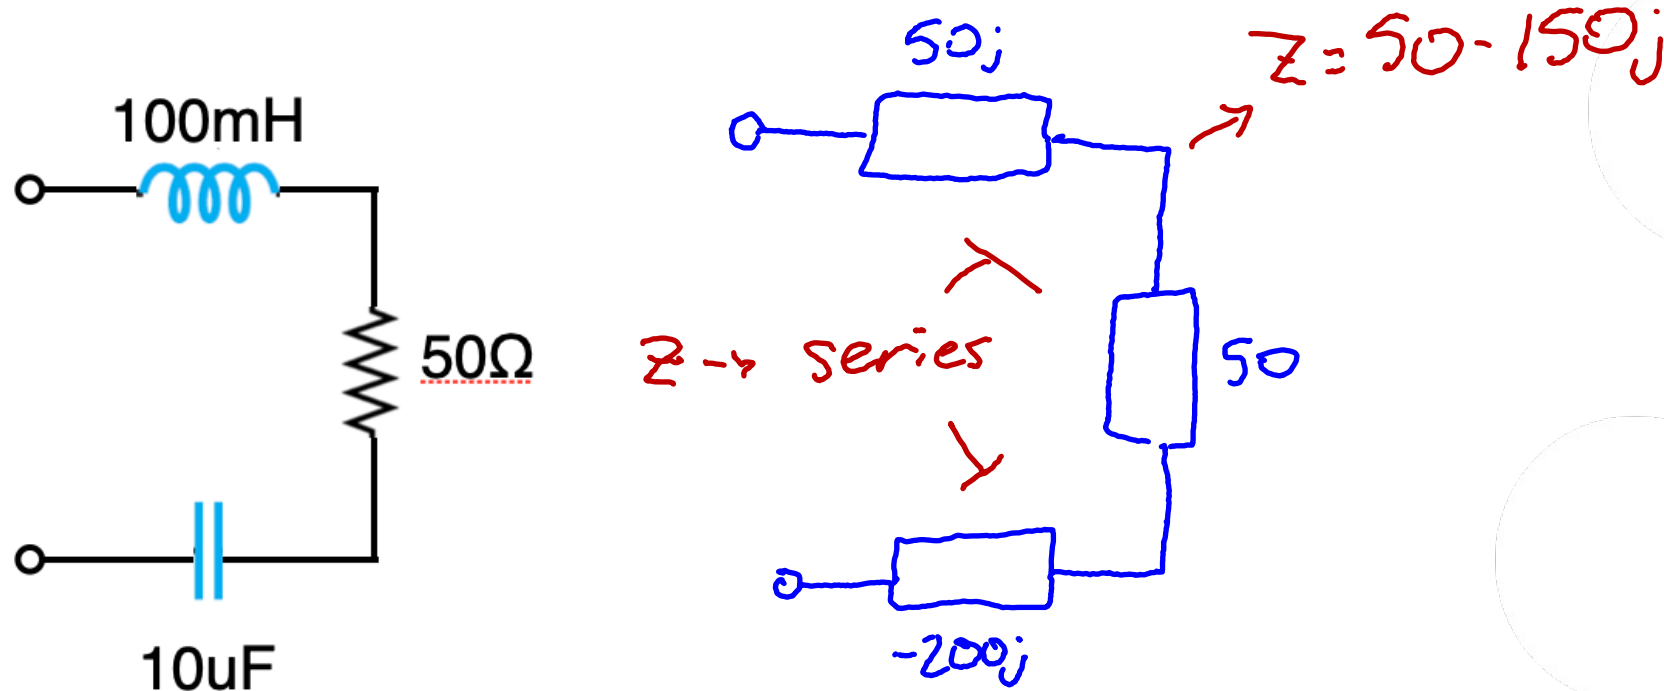 50j
Z = 50 - 150j
100mH
50Ω
Z → series
50
10uF
-200j